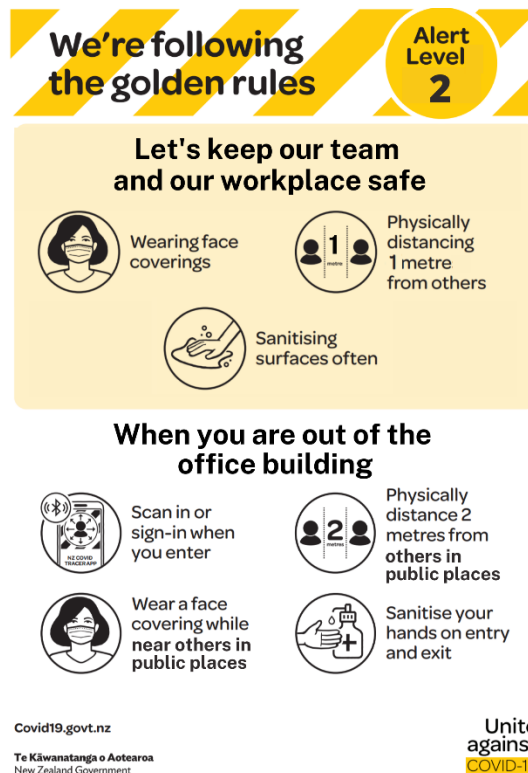 We're following
the golden rules
Alert
Level
2
Let's keep our team
and our workplace safe
Wearing face
coverings
1
metre
Physically
distancing
1 metre
from others
Sanitising
surfaces often
When you are out of the
office building
NZ COVID
TRACER APP
Scan in or
sign-in when
you enter
2
metres
Physically
distance 2
metres from
others in
public places
Wear a face
covering while
near others in
public places
Sanitise your
hands on entry
and exit
Covid19.govt.nz
Te Kāwanatanga o Aotearoa
New Zealand Government
Unite
against
COVID-1